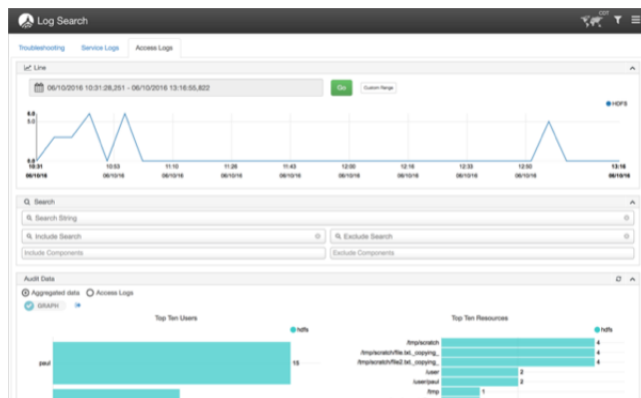 Log Search
CDT
Troubleshooting Service Logs Access Logs
Line
06/10/2016 10:31:28,251 - 06/10/2016 13:16:55,822 Go Custom Range
HDFS
5.0
0.0
10:31 10:53 11:10 11:26 11:43 12:00 12:16 12:33 12:50 13:16
06/10/16 06/10/16 06/10/16 06/10/16 06/10/16 06/10/16 06/10/16 06/10/16 06/10/16 06/10/16
Search
Search String
Include Search Exclude Search
Include Components Exclude Components
Audit Data
Aggregated data Access Logs
GRAPH
Top Ten Users Top Ten Resources
hdfs hdfs
/tmp/scratch 4
/tmp/scratch/file.txt._copying_ 4
/tmp/scratch/file2.txt._copying_ 4
paul 15
/user 2
/user/paul 2
/tmp 1